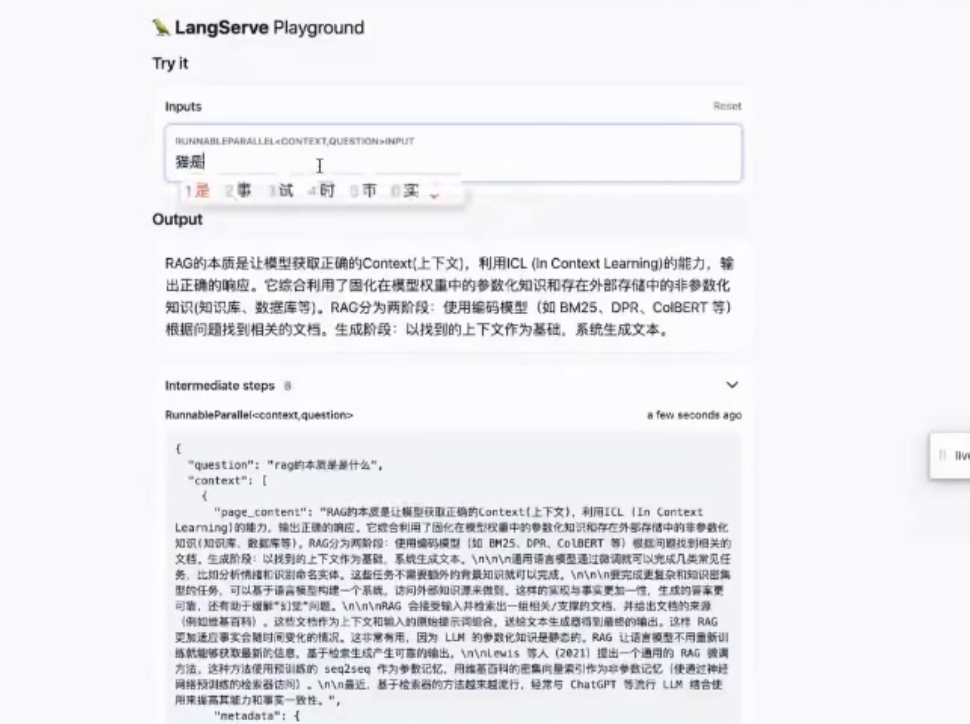 LangServe Playground
Try it
Inputs
Reset
RUNNABLEPARALLEL<CONTEXT,QUESTION>INPUT
猫是
1是 2事 3试 4时 5市 6实
Output
RAG的本质是让模型获取正确的Context(上下文)，利用ICL (In Context Learning)的能力，输
出正确的响应。它综合利用了固化在模型权重中的参数化知识和存在外部存储中的非参数化
知识(知识库、数据库等)。RAG分为两阶段：使用编码模型（如 BM25、DPR、ColBERT 等）
根据问题找到相关的文档。生成阶段：以找到的上下文作为基础，系统生成文本。
Intermediate steps 8
RunnableParallel<context,question>
a few seconds ago
{
"question": "rag的本质是是什么",
"context": [
{
"page_content": "RAG的本质是让模型获取正确的Context(上下文)，利用ICL (In Context
Learning)的能力，输出正确的响应。它综合利用了固化在模型权重中的参数化知识和存在外部存储中的非参数化
知识(知识库、数据库等)。RAG分为两阶段：使用编码模型（如 BM25、DPR、ColBERT 等）根据问题找到相关的
文档。生成阶段：以找到的上下文作为基础，系统生成文本。\n\n\n通用语言模型通过微调就可以完成几类常见任
务，比如分析情绪和识别命名实体。这些任务不需要额外的背景知识就可以完成。\n\n\n要完成更复杂和知识密集
型的任务，可以基于语言模型构建一个系统，访问外部知识源来做到。这样的实现与事实更加一性，生成的答案更
可靠，还有助于缓解"幻觉"问题。\n\n\nRAG 会接受输入并检索出一组相关/支撑的文档，并给出文档的来源
（例如维基百科）。这些文档作为上下文和输入的原始提示词组合，送给文本生成器得到最终的输出。这样 RAG
更加适应事实会随时间变化的情况。这非常有用，因为 LLM 的参数化知识是静态的。RAG 让语言模型不用重新训
练就能够获取最新的信息，基于检索生成产生可靠的输出。\n\nLewis 等人（2021）提出一个通用的 RAG 微调
方法，这种方法使用预训练的 seq2seq 作为参数记忆，用维基百科的密集向量索引作为非参数记忆（使通过神经
网络预训练的检索器访问）。\n\n最近，基于检索器的方法越来越流行，经常与 ChatGPT 等流行 LLM 结合使
用来提高其能力和事实一致性。",
"metadata": {
live